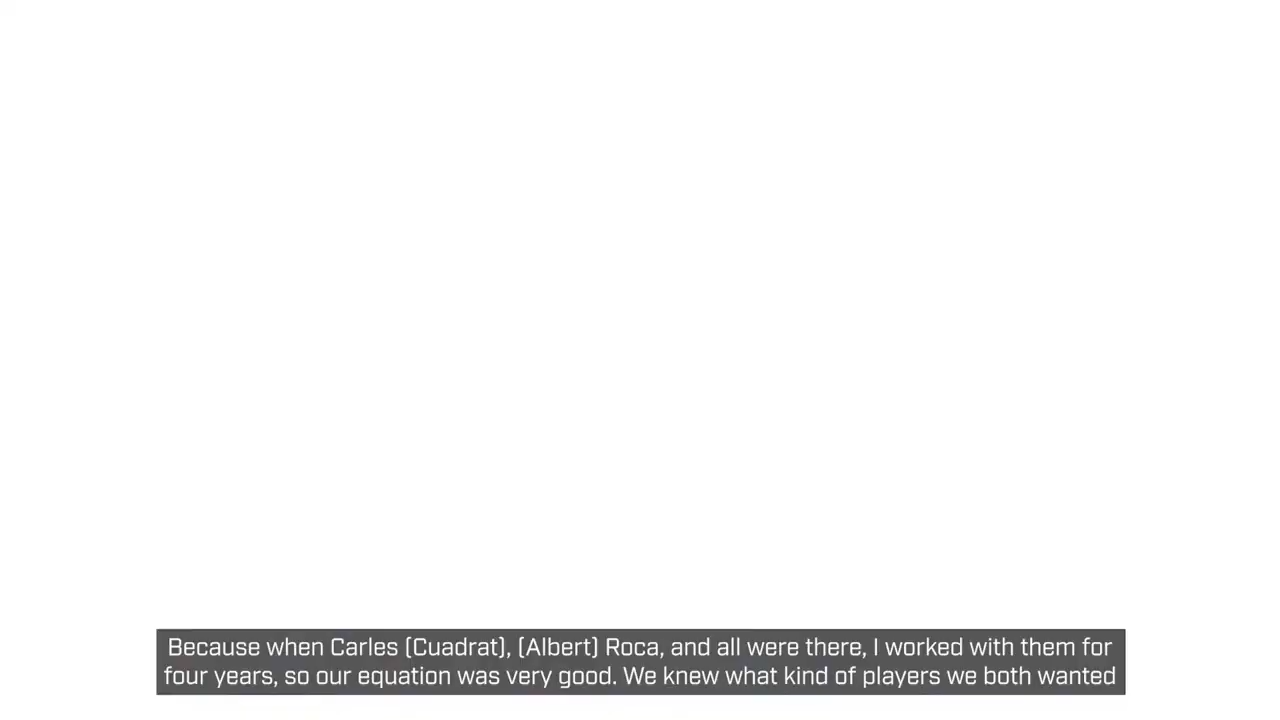 Because when Carles (Cuadrat), (Albert) Roca, and all were there, I worked with them for
four years, so our equation was very good. We knew what kind of players we both wanted